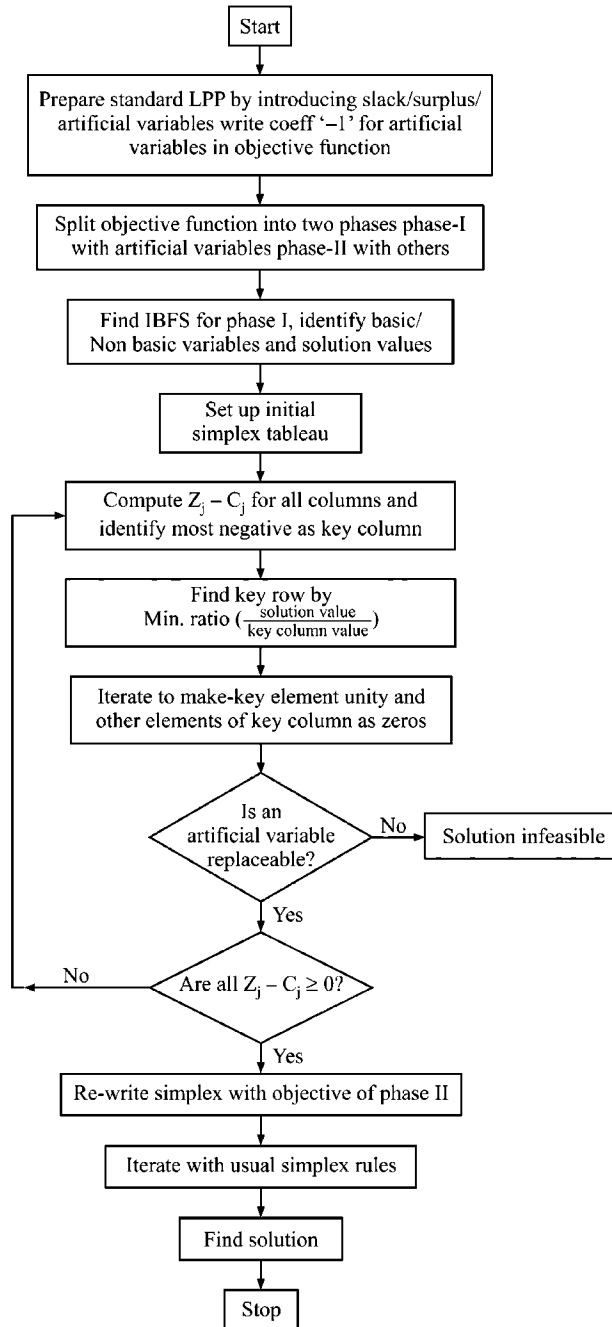 Start
Prepare standard LPP by introducing slack/surplus/
artificial variables write coeff ‘–1’ for artificial
variables in objective function
Split objective function into two phases phase-I
with artificial variables phase-II with others
Find IBFS for phase I, identify basic/
Non basic variables and solution values
Set up initial
simplex tableau
Compute Zj – Cj for all columns and
identify most negative as key column
Find key row by
Min. ratio (solution value/key column value)
Iterate to make-key element unity and
other elements of key column as zeros
Is an
artificial variable
replaceable?
No
Solution infeasible
Yes
Are all Zj – Cj ≥ 0?
No
Yes
Re-write simplex with objective of phase II
Iterate with usual simplex rules
Find solution
Stop